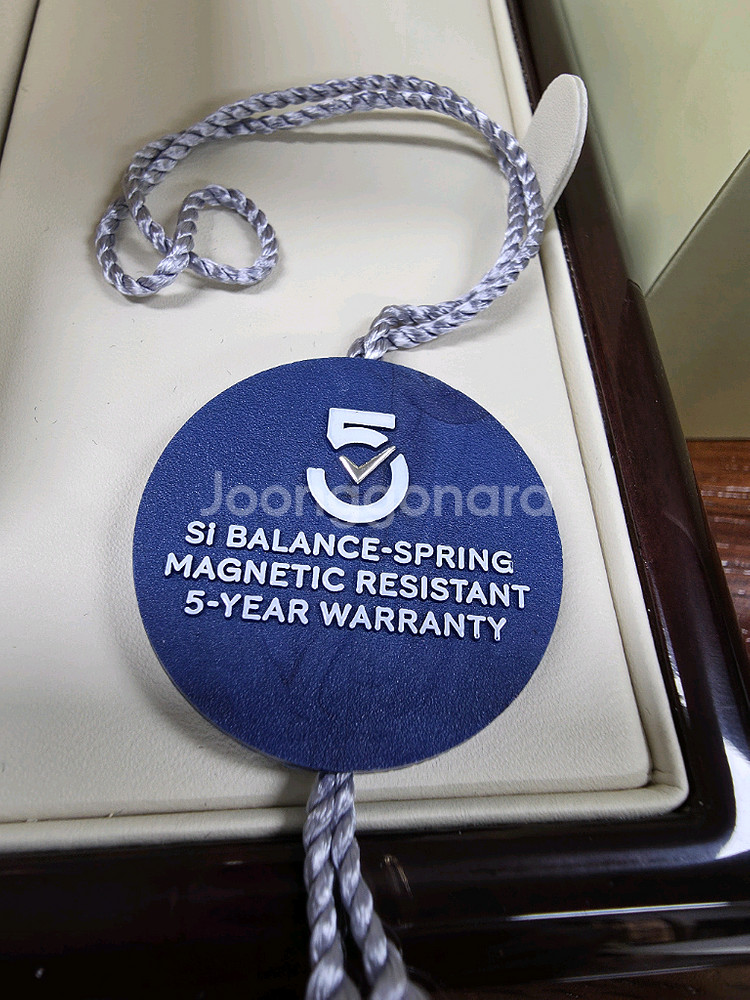 5
Joonggonara
Si BALANCE-SPRING
MAGNETIC RESISTANT
5-YEAR WARRANTY